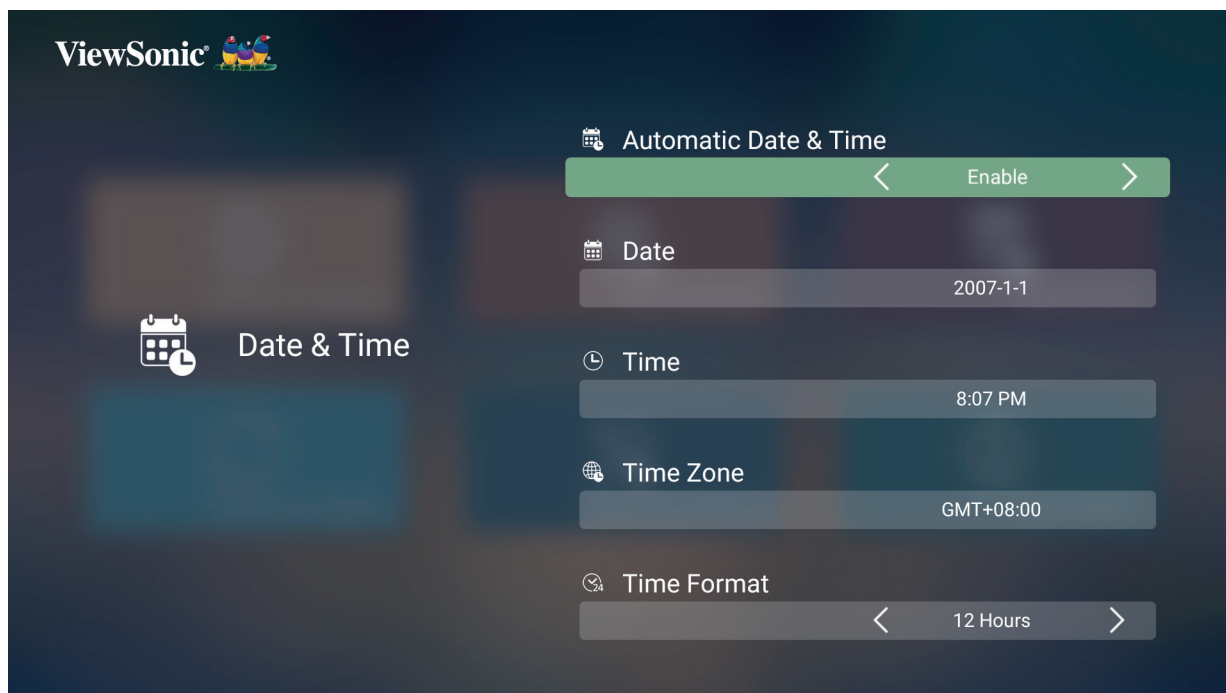 ViewSonic®
Automatic Date & Time
Enable
Date
2007-1-1
Date & Time
Time
8:07 PM
Time Zone
GMT+08:00
24
Time Format
12 Hours